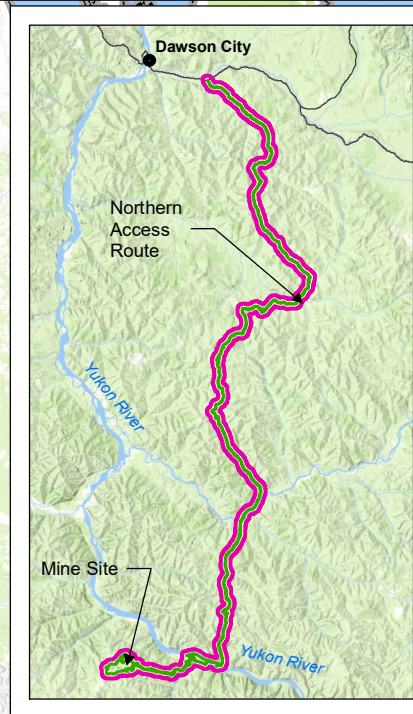 Dawson City
Northern
Access
Route
Yukon River
Mine Site
Yukon River